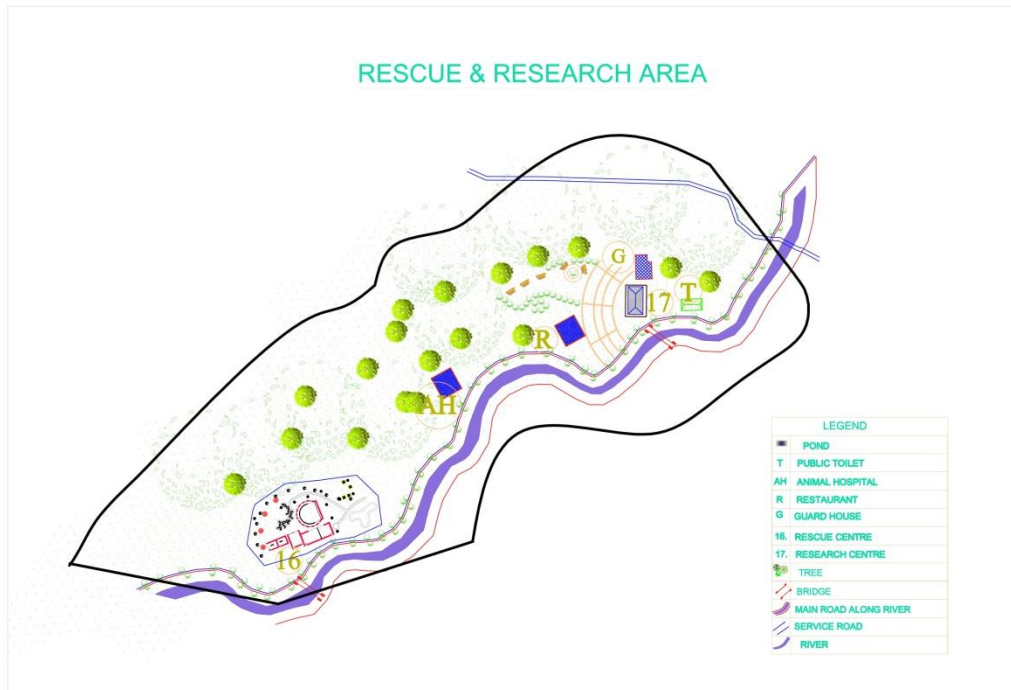 RESCUE & RESEARCH AREA
G
17
T
R
AH
16
LEGEND
POND
T PUBLIC TOILET
AH ANIMAL HOSPITAL
R RESTAURANT
G GUARD HOUSE
16. RESCUE CENTRE
17. RESEARCH CENTRE
TREE
BRIDGE
MAIN ROAD ALONG RIVER
SERVICE ROAD
RIVER